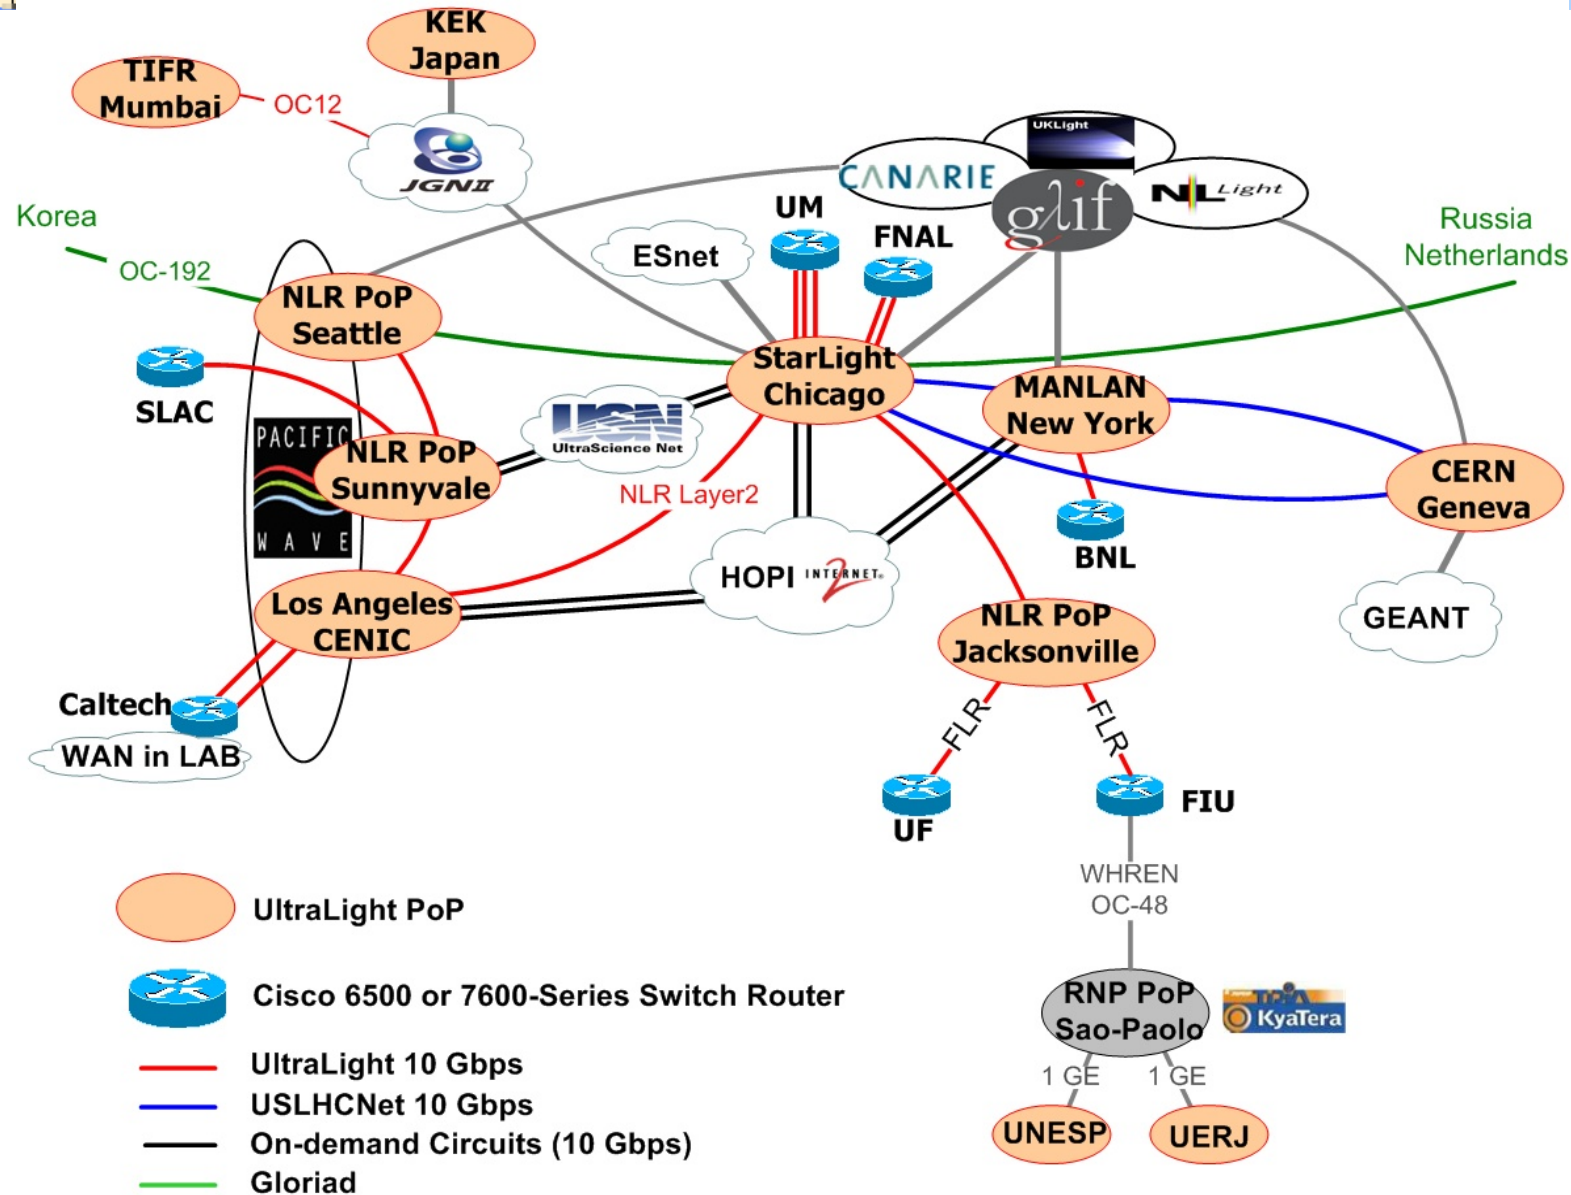 KEK
Japan
TIFR
Mumbai
OC12
JGNII
UKLight
CANARIE
NLLight
glif
Korea
OC-192
UM
FNAL
ESnet
Russia
Netherlands
NLR PoP
Seattle
StarLight
Chicago
MANLAN
New York
SLAC
PACIFIC
WAVE
NLR PoP
Sunnyvale
USN
UltraScience Net
NLR Layer2
CERN
Geneva
BNL
HOPI INTERNET 2
Los Angeles
CENIC
NLR PoP
Jacksonville
GEANT
Caltech
WAN in LAB
FLR
FLR
UF
FIU
WHREN
OC-48
RNP PoP
Sao-Paolo
KyaTera
1 GE
1 GE
UNESP
UERJ
UltraLight PoP
Cisco 6500 or 7600-Series Switch Router
UltraLight 10 Gbps
USLHCNet 10 Gbps
On-demand Circuits (10 Gbps)
Gloriad